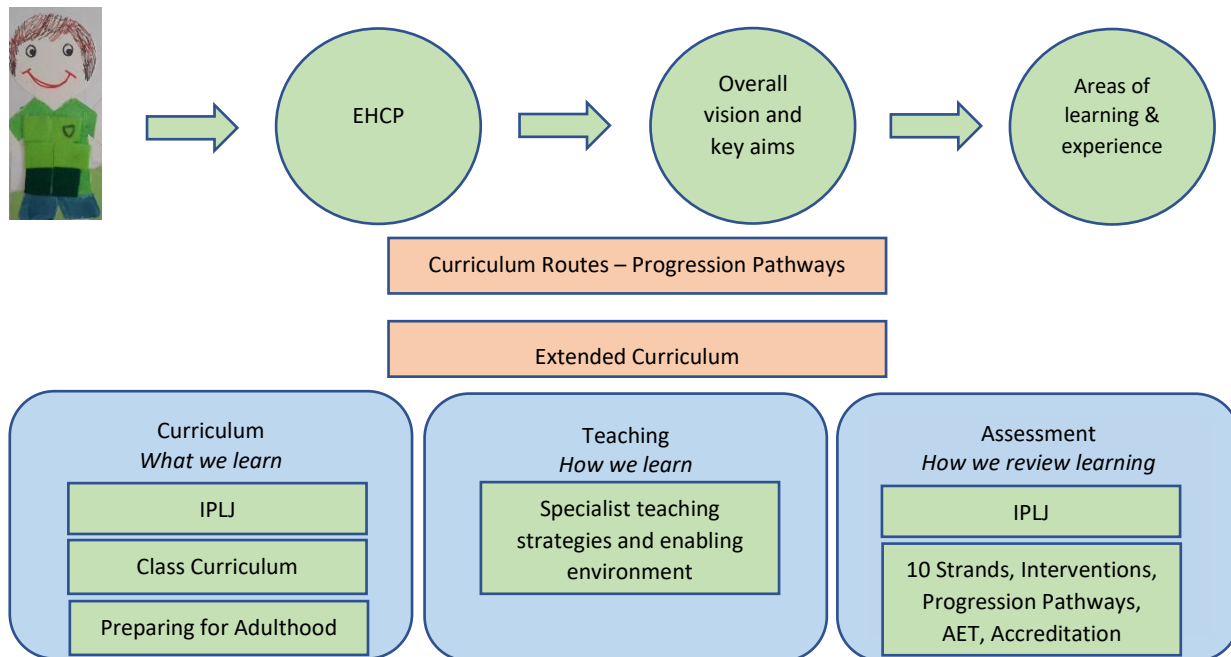 EHCP
Overall
vision and
key aims
Areas of
learning &
experience
Curriculum Routes – Progression Pathways
Extended Curriculum
Curriculum
What we learn
IPLJ
Class Curriculum
Preparing for Adulthood
Teaching
How we learn
Specialist teaching
strategies and enabling
environment
Assessment
How we review learning
IPLJ
10 Strands, Interventions,
Progression Pathways,
AET, Accreditation